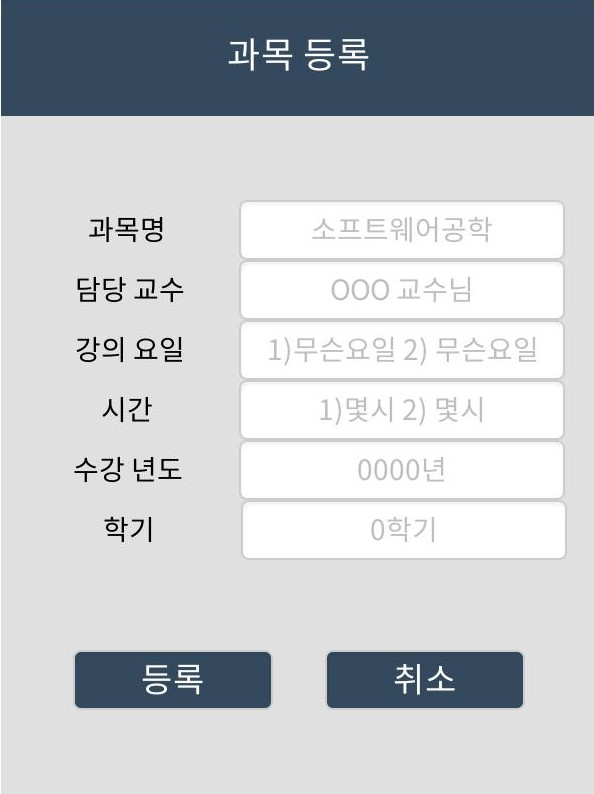 과목 등록
과목명 소프트웨어공학
담당 교수 OOO 교수님
강의 요일 1)무슨요일 2) 무슨요일
시간 1)몇시 2) 몇시
수강 년도 0000년
학기 0학기
등록 취소